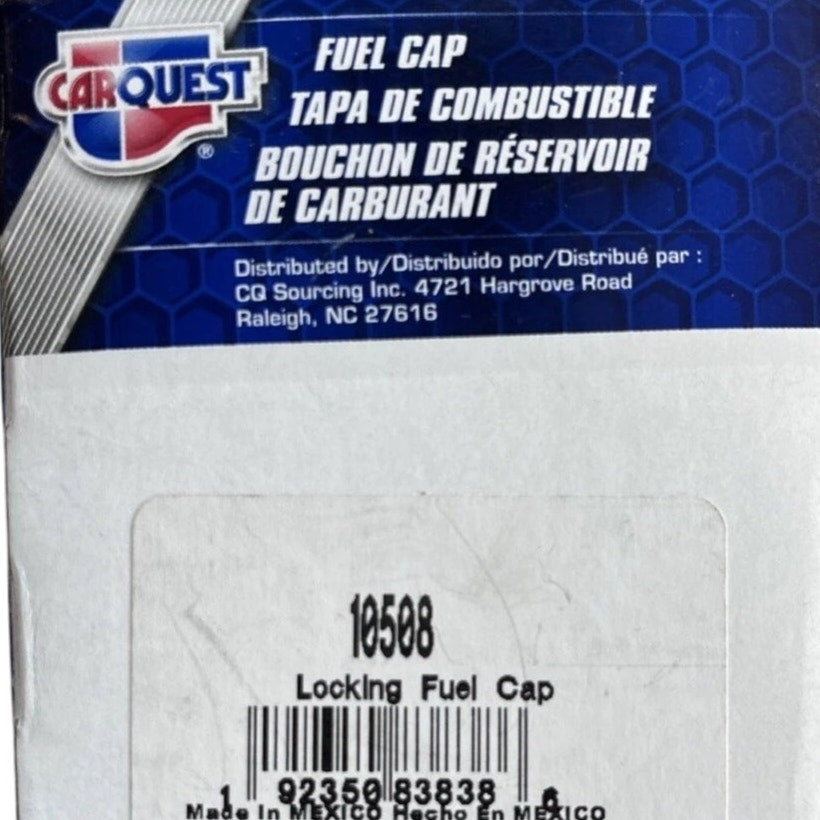 CARQUEST®
FUEL CAP
TAPA DE COMBUSTIBLE
BOUCHON DE RÉSERVOIR
DE CARBURANT
Distributed by/Distribuido por/Distribué par :
CQ Sourcing Inc. 4721 Hargrove Road
Raleigh, NC 27616
10508
Locking Fuel Cap
1 92350 83838 6
Made In MEXICO Hecho En MEXICO